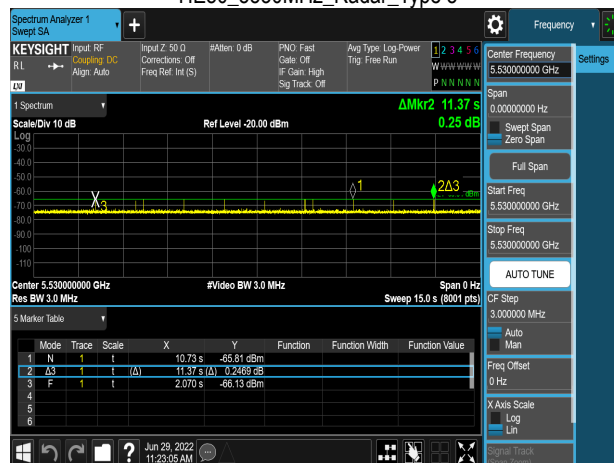 Spectrum Analyzer 1
Swept SA
Frequency
KEYSIGHT
RL
Input: RF
Coupling: DC
Align: Auto
Input Z: 50 Ω
Corrections: Off
Freq Ref: Int (S)
#Atten: 0 dB
PNO: Fast
Gate: Off
IF Gain: High
Sig Track: Off
Avg Type: Log-Power
Trig: Free Run
1 2 3 4 5 6
W W W W W W
P N N N N N
LXI
Center Frequency
5.530000000 GHz
Settings
Span
0.00000000 Hz
Swept Span
Zero Span
Full Span
Start Freq
5.530000000 GHz
Stop Freq
5.530000000 GHz
AUTO TUNE
CF Step
3.000000 MHz
Auto
Man
Freq Offset
0 Hz
X Axis Scale
Log
Lin
Signal Track
1 Spectrum
ΔMkr2 11.37 s
0.25 dB
Scale/Div 10 dB
Ref Level -20.00 dBm
Log
-30.0
-40.0
-50.0
-60.0
-70.0
-80.0
-90.0
-100
-110
3
1
2Δ3
Center 5.530000000 GHz
#Video BW 3.0 MHz
Span 0 Hz
Res BW 3.0 MHz
Sweep 15.0 s (8001 pts)
5 Marker Table
Mode Trace Scale X Y Function Function Width Function Value
1 N 1 t 10.73 s -65.81 dBm
2 Δ3 1 t (Δ) 11.37 s (Δ) 0.2469 dB
3 F 1 t 2.070 s -66.13 dBm
4
5
6
?
Jun 29, 2022
11:23:05 AM